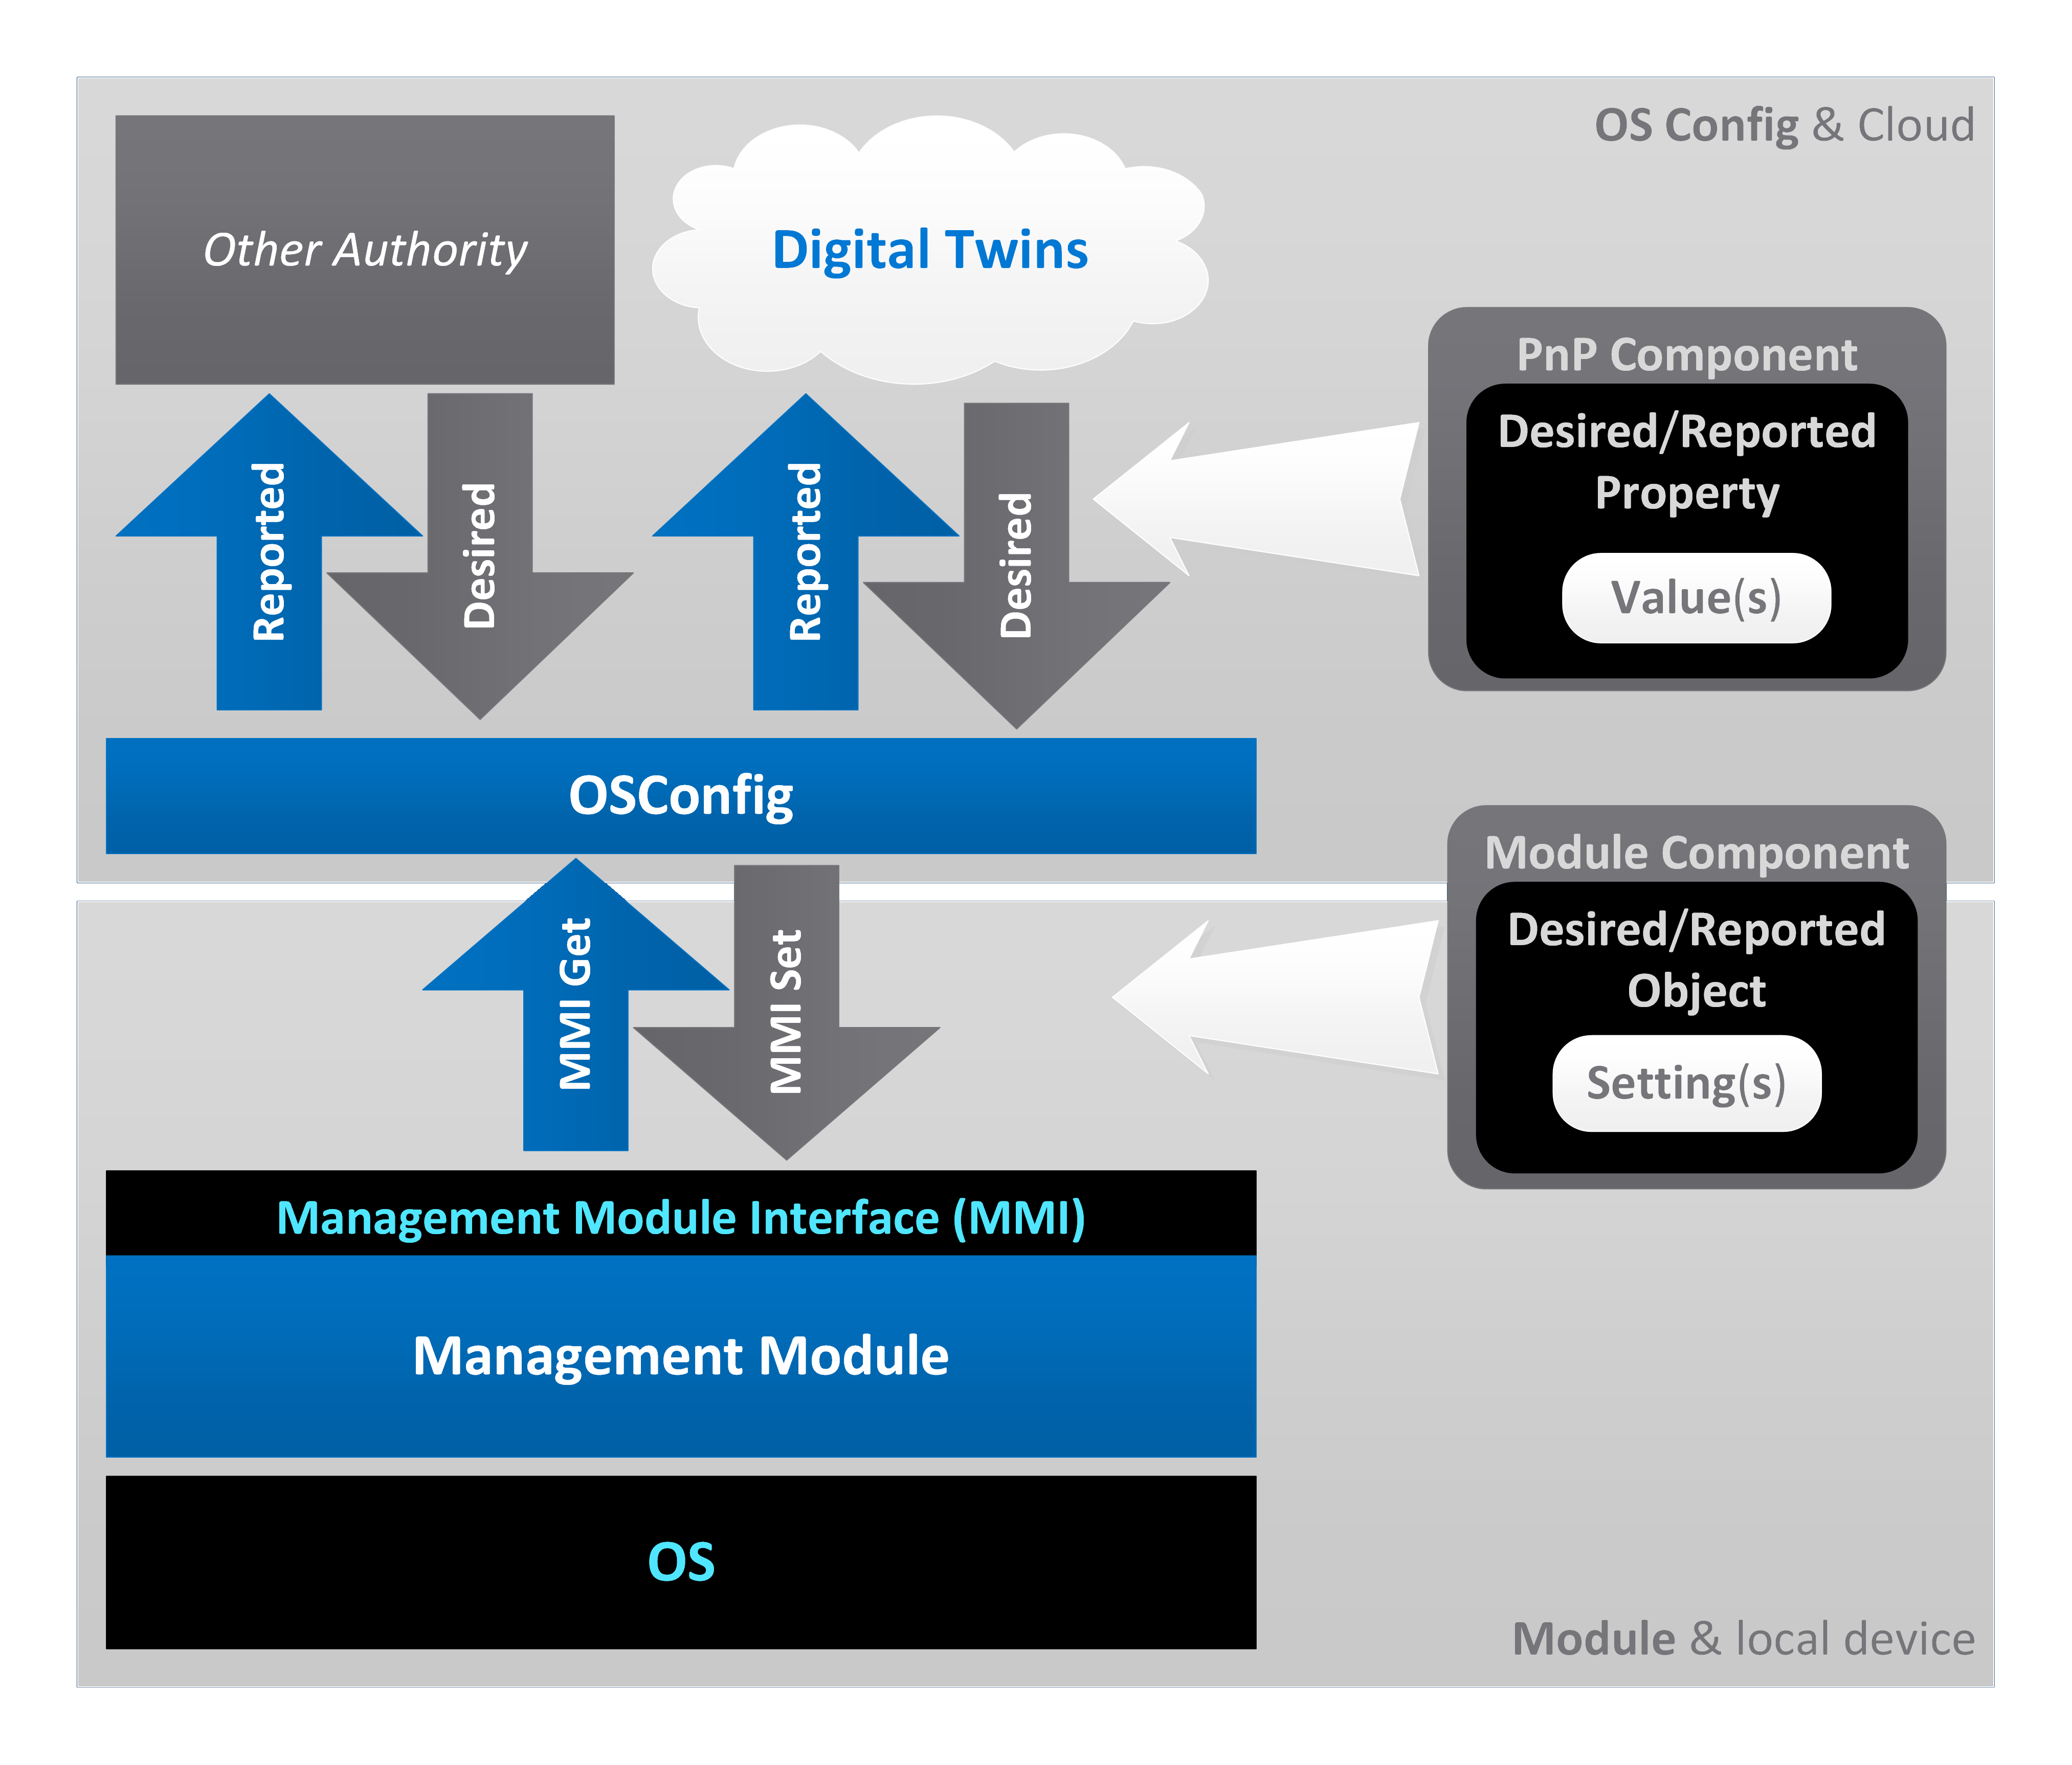 OS Config & Cloud
Other Authority
Digital Twins
PnP Component
Desired/Reported
Property
Value(s)
Reported
Desired
Reported
Desired
OSConfig
Module Component
Desired/Reported
Object
Setting(s)
MMI Get
MMI Set
Management Module Interface (MMI)
Management Module
OS
Module & local device